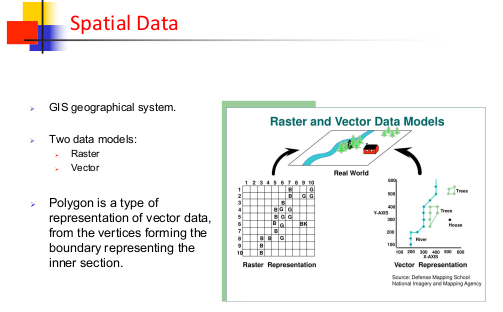 Spatial Data
GIS geographical system.
Two data models:
Raster
Vector
Polygon is a type of
representation of vector data,
from the vertices forming the
boundary representing the
inner section.
Raster and Vector Data Models
Real World
1 2 3 4 5 6 7 8 9 10
1 B G
2 B G G
3 B
4 B G G
5 B G G
6 B G BK
7 B G
8 B B G
9 B
10 B
Raster Representation
600
500
400
Y-AXIS
300
200
100
Trees
Trees
House
River
100 200 300 400 500 600
X-AXIS
Vector Representation
Source: Defense Mapping School
National Imagery and Mapping Agency